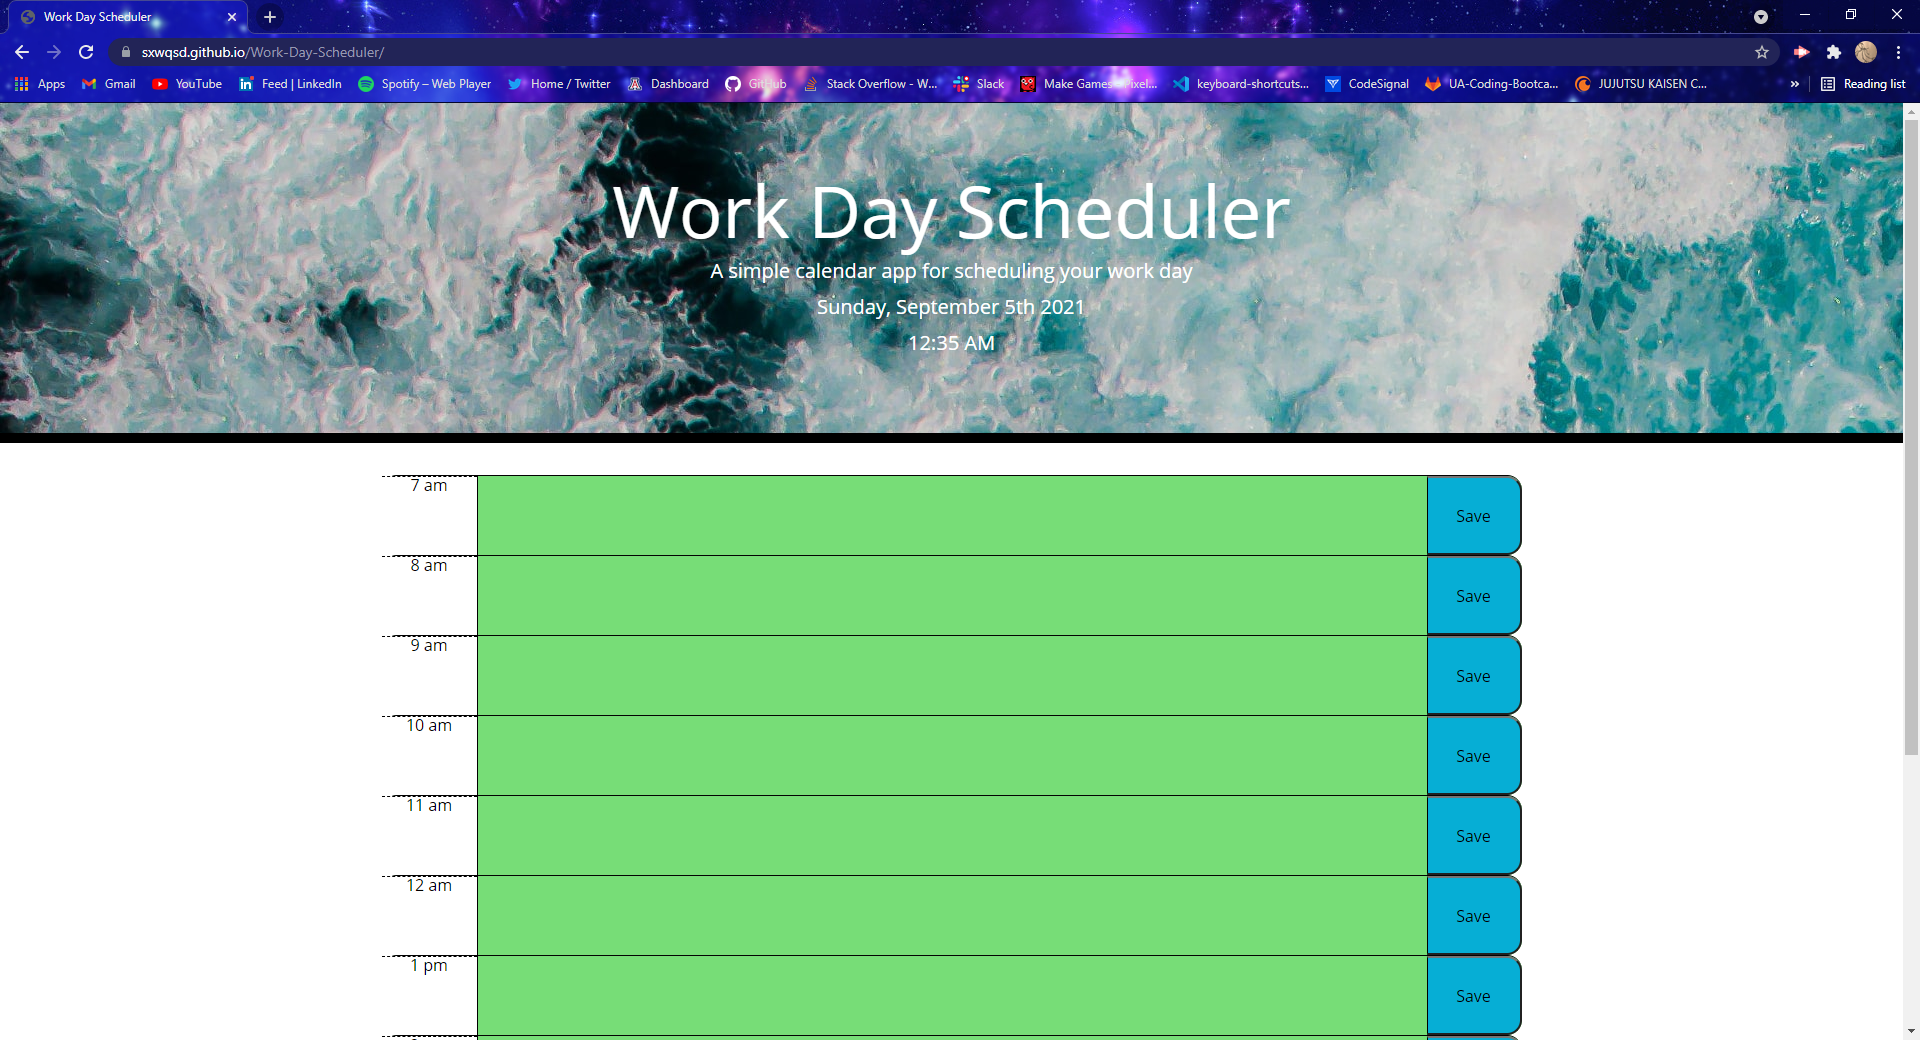 Work Day Scheduler
sxwqsd.github.io/Work-Day-Scheduler/
Apps Gmail YouTube Feed | LinkedIn Spotify – Web Player Home / Twitter Dashboard GitHub Stack Overflow - W... Slack Make Games - Pixel... keyboard-shortcuts... CodeSignal UA-Coding-Bootca... JUJUTSU KAISEN C... » Reading list
Work Day Scheduler
A simple calendar app for scheduling your work day
Sunday, September 5th 2021
12:35 AM
7 am
Save
8 am
Save
9 am
Save
10 am
Save
11 am
Save
12 am
Save
1 pm
Save